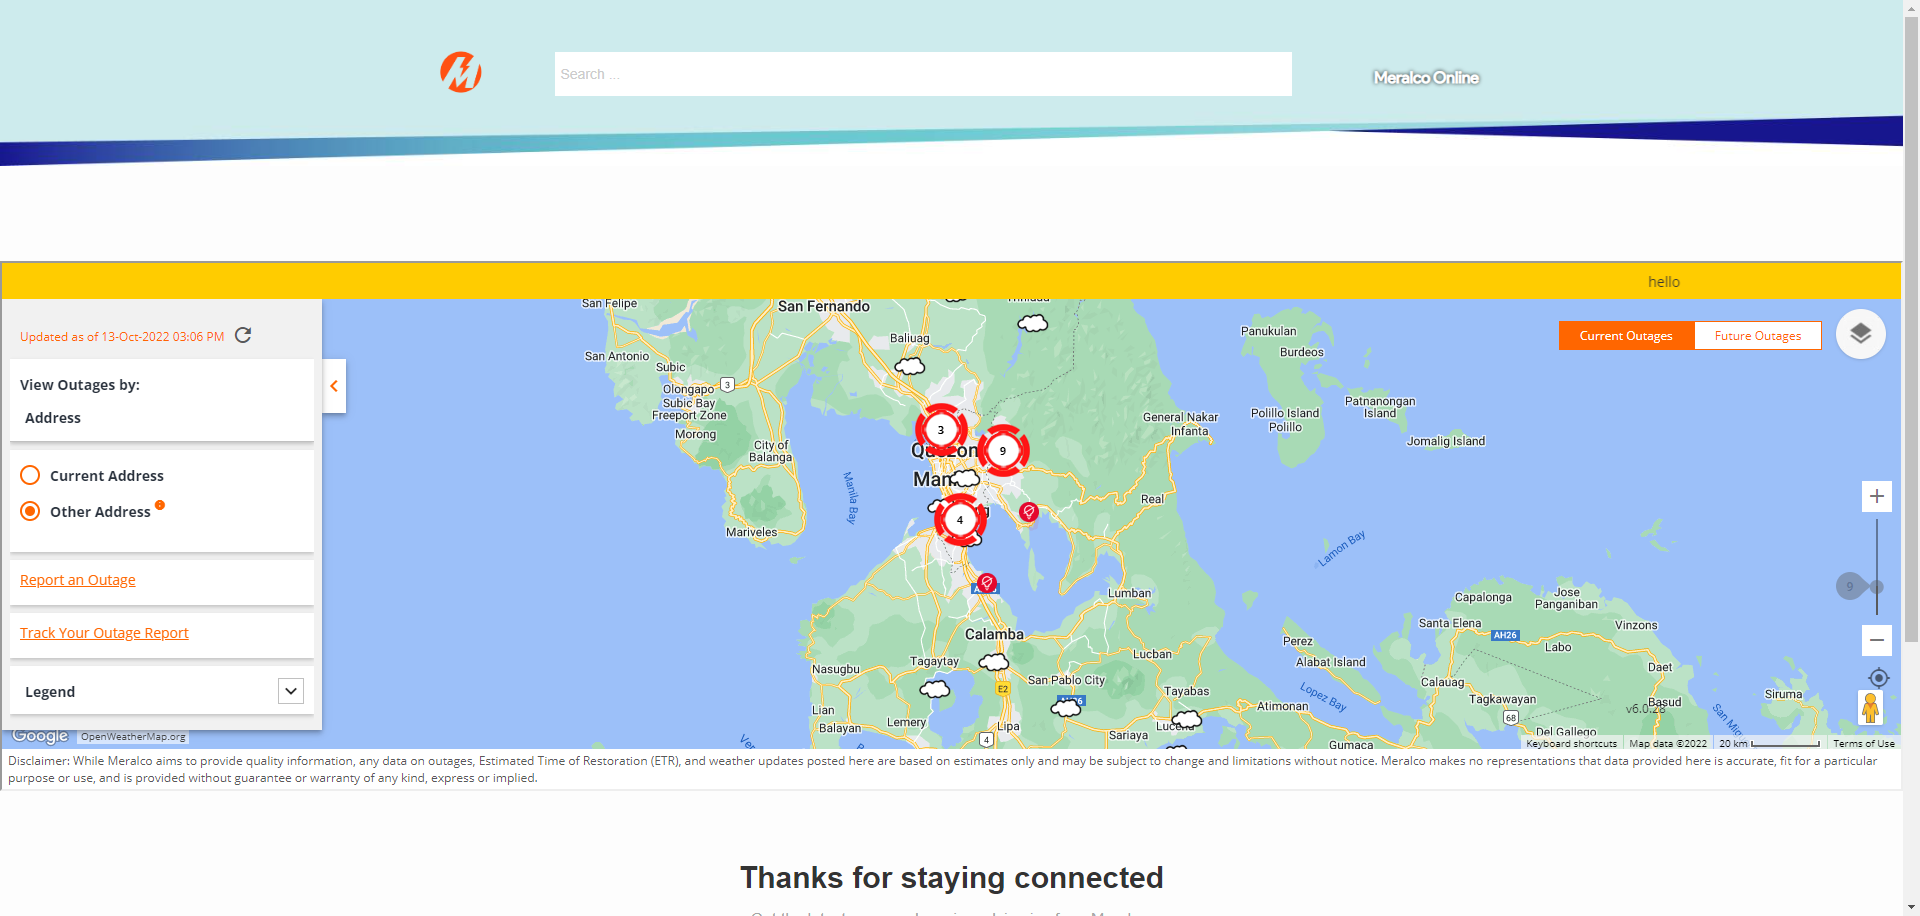 Search ...
Meralco Online
hello
Updated as of 13-Oct-2022 03:06 PM
View Outages by:
Address
Current Address
Other Address
Report an Outage
Track Your Outage Report
Legend
Current Outages
Future Outages
San Felipe
San Fernando
Trinidad
San Antonio
Baliuag
Subic
Olongapo
3
Subic Bay
Freeport Zone
Morong
City of
Balanga
Mariveles
Manila
Bay
3
9
4
Panukulan
Burdeos
General Nakar
Infanta
Polillo Island
Polillo
Patnanongan
Island
Jomalig Island
Real
Lamon Bay
Lumban
Calamba
Nasugbu
Tagaytay
Lucban
San Pablo City
E2
Tayabas
Lian
Balayan
Lemery
Lipa
4
Sariaya
Atimonan
Gumaca
Perez
Alabat Island
Lopez Bay
Calauag
Santa Elena
AH26
Capalonga
Jose
Panganiban
Vinzons
Labo
Daet
Tagkawayan
68
Basud
Del Gallego
Siruma
v6.0.28
9
Google
OpenWeatherMap.org
Keyboard shortcuts
Map data ©2022
20 km
Terms of Use
Disclaimer: While Meralco aims to provide quality information, any data on outages, Estimated Time of Restoration (ETR), and weather updates posted here are based on estimates only and may be subject to change and limitations without notice. Meralco makes no representations that data provided here is accurate, fit for a particular
purpose or use, and is provided without guarantee or warranty of any kind, express or implied.
Thanks for staying connected